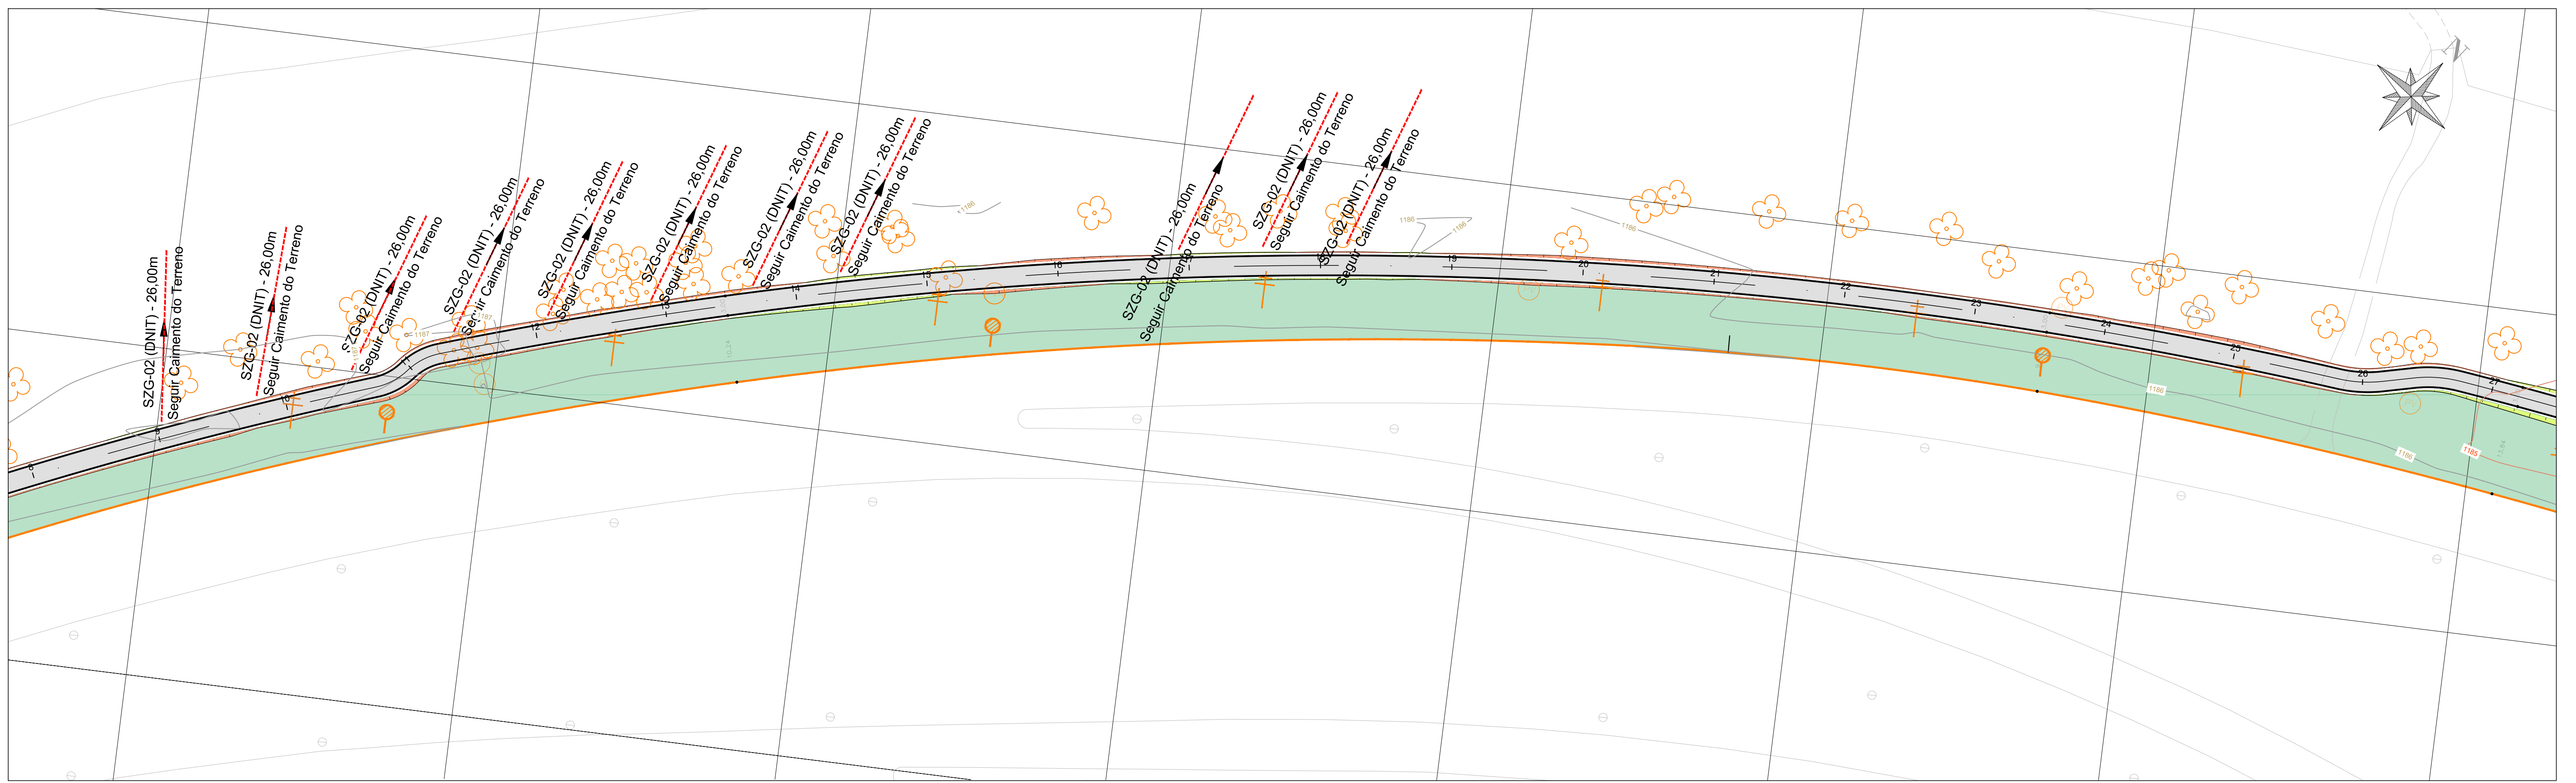 N
SZG-02 (DNIT) - 26,00m
Seguir Caimento do Terreno
SZG-02 (DNIT) - 26,00m
Seguir Caimento do Terreno
SZG-02 (DNIT) - 26,00m
Seguir Caimento do Terreno
SZG-02 (DNIT) - 26,00m
Seguir Caimento do Terreno
SZG-02 (DNIT) - 26,00m
Seguir Caimento do Terreno
SZG-02 (DNIT) - 26,00m
Seguir Caimento do Terreno
SZG-02 (DNIT) - 26,00m
Seguir Caimento do Terreno
SZG-02 (DNIT) - 26,00m
Seguir Caimento do Terreno
SZG-02 (DNIT) - 26,00m
Seguir Caimento do Terreno
SZG-02 (DNIT) - 26,00m
Seguir Caimento do Terreno
SZG-02 (DNIT) - 26,00m
Seguir Caimento do Terreno
1186
1186
1186
1186
1187
1187
1187
8
9
10
11
12
13
14
15
16
19
20
21
22
23
24
25
26
27
1186
1186
1185